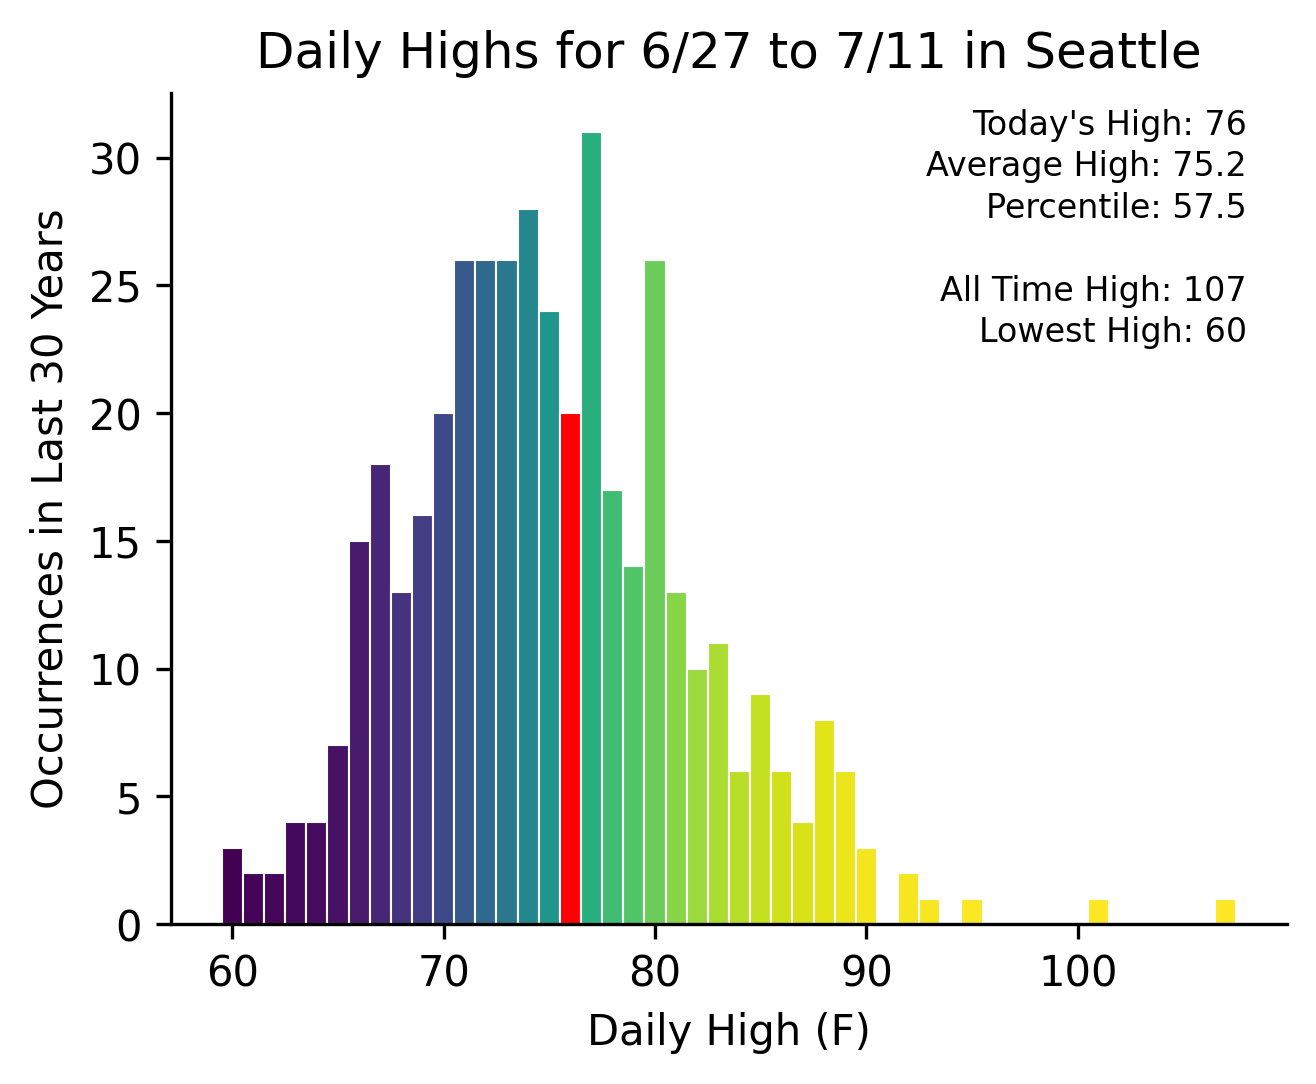 Daily Highs for 6/27 to 7/11 in Seattle
Today's High: 76
Average High: 75.2
Percentile: 57.5
All Time High: 107
Lowest High: 60
Occurrences in Last 30 Years
30
25
20
15
10
5
0
60 70 80 90 100
Daily High (F)